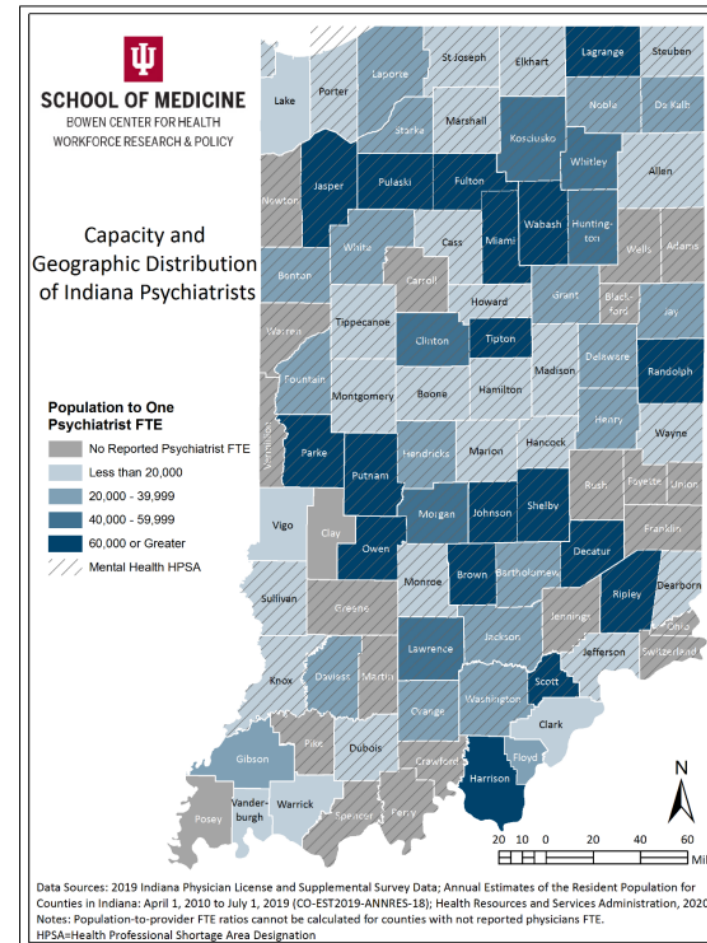 Ψ
SCHOOL OF MEDICINE
BOWEN CENTER FOR HEALTH
WORKFORCE RESEARCH & POLICY
Capacity and
Geographic Distribution
of Indiana Psychiatrists
Population to One
Psychiatrist FTE
No Reported Psychiatrist FTE
Less than 20,000
20,000 - 39,999
40,000 - 59,999
60,000 or Greater
Mental Health HPSA
Lake
Porter
Laporte
St Joseph
Elkhart
Lagrange
Steuben
Noble
De Kalb
Starke
Marshall
Kosciusko
Whitley
Allen
Newton
Jasper
Pulaski
Fulton
Miami
Wabash
Hunting-
ton
Wells
Adams
Benton
White
Cass
Carroll
Howard
Grant
Black-
ford
Jay
Warren
Tippecanoe
Clinton
Tipton
Madison
Delaware
Randolph
Fountain
Montgomery
Boone
Hamilton
Henry
Wayne
Vermillion
Parke
Putnam
Hendricks
Marion
Hancock
Rush
Fayette
Union
Vigo
Clay
Owen
Morgan
Johnson
Shelby
Decatur
Franklin
Sullivan
Greene
Monroe
Brown
Bartholomew
Jennings
Ripley
Dearborn
Ohio
Switzerland
Knox
Daviess
Martin
Lawrence
Jackson
Jefferson
Scott
Orange
Washington
Clark
Gibson
Pike
Dubois
Crawford
Floyd
Harrison
Posey
Vander-
burgh
Warrick
Spencer
Perry
N
20 10 0 20 40 60
Mil
Data Sources: 2019 Indiana Physician License and Supplemental Survey Data; Annual Estimates of the Resident Population for
Counties in Indiana: April 1, 2010 to July 1, 2019 (CO-EST2019-ANNRES-18); Health Resources and Services Administration, 2020
Notes: Population-to-provider FTE ratios cannot be calculated for counties with not reported physicians FTE.
HPSA=Health Professional Shortage Area Designation